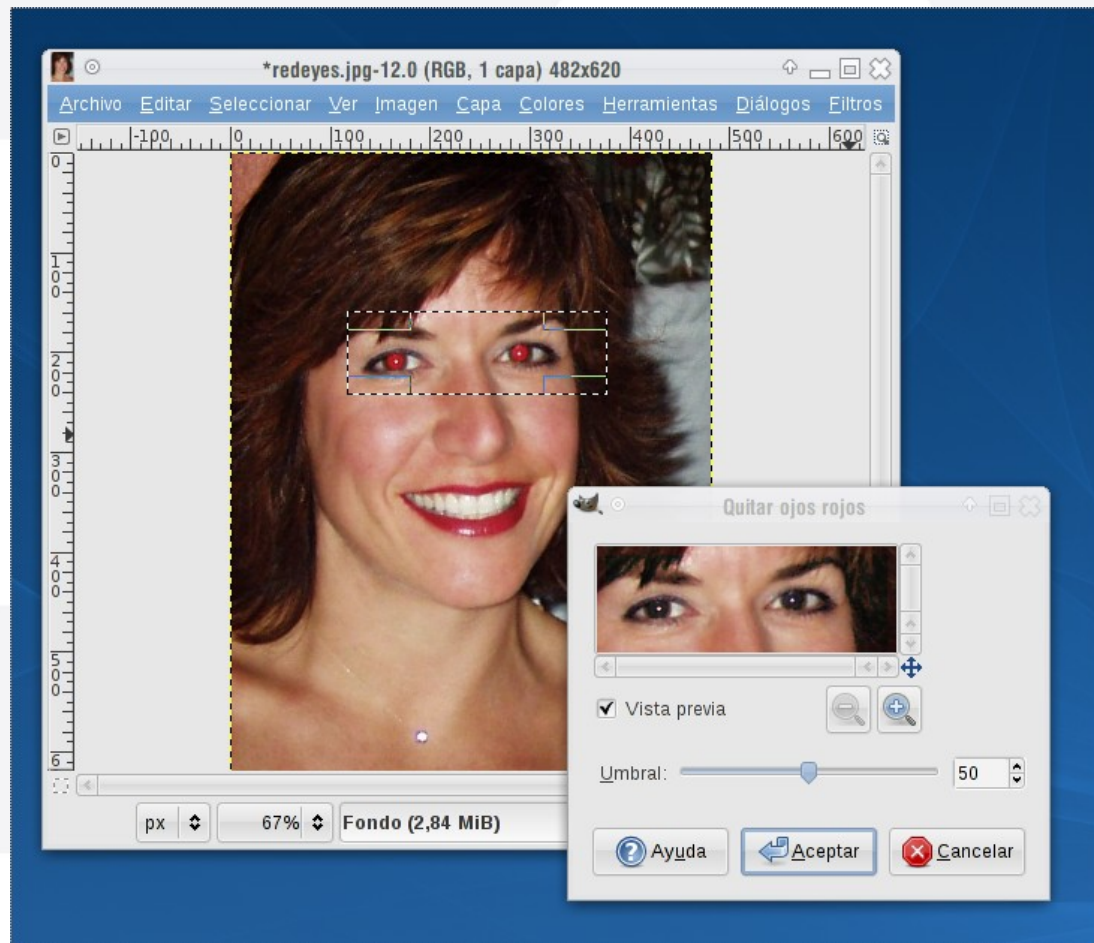 *redeyes.jpg-12.0 (RGB, 1 capa) 482x620
Archivo Editar Seleccionar Ver Imagen Capa Colores Herramientas Diálogos Filtros
-100 0 100 200 300 400 500 600
0
100
200
300
400
500
6
Quitar ojos rojos
Vista previa
Umbral: 50
Ayuda Aceptar Cancelar
px 67% Fondo (2,84 MiB)